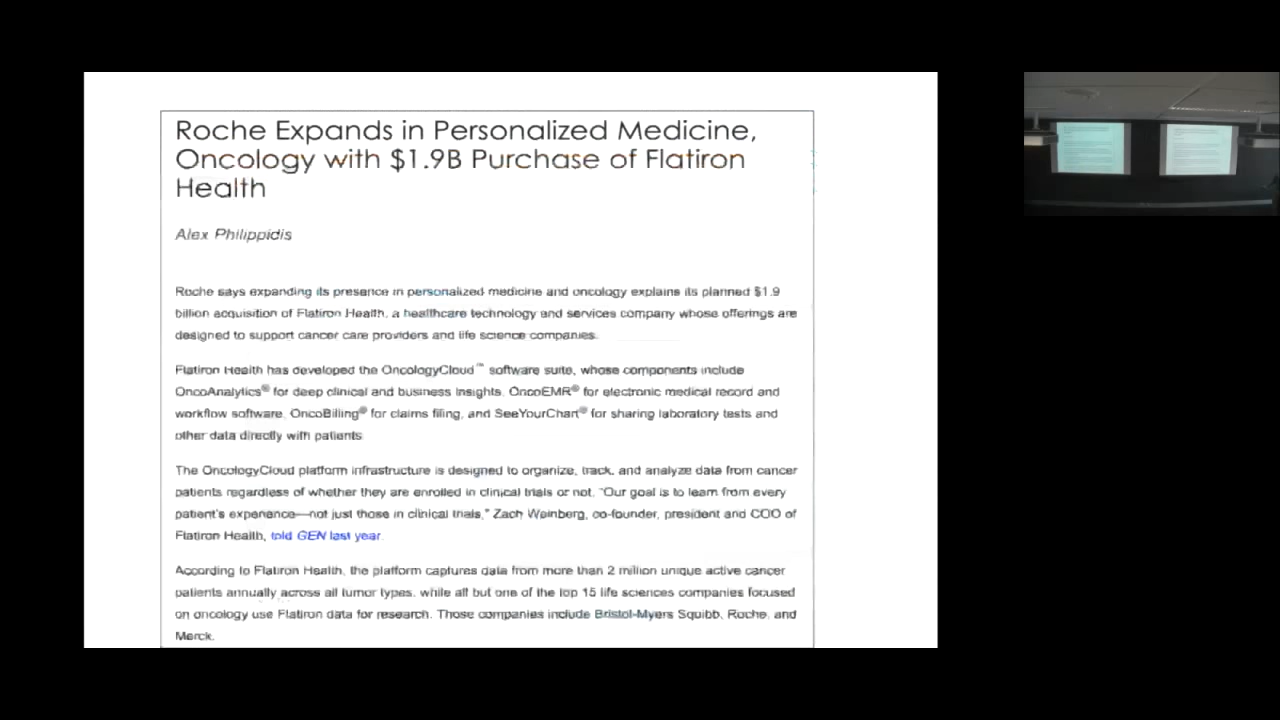 Roche Expands in Personalized Medicine,
Oncology with $1.9B Purchase of Flatiron
Health
Alex Philippidis
Roche says expanding its presence in personalized medicine and oncology explains its planned $1.9
billion acquisition of Flatiron Health, a healthcare technology and services company whose offerings are
designed to support cancer care providers and life science companies.
Flatiron Health has developed the OncologyCloud™ software suite, whose components include
OncoAnalytics® for deep clinical and business insights, OncoEMR® for electronic medical record and
workflow software, OncoBilling® for claims filing, and SeeYourChart® for sharing laboratory tests and
other data directly with patients
The OncologyCloud platform infrastructure is designed to organize, track, and analyze data from cancer
patients regardless of whether they are enrolled in clinical trials or not. "Our goal is to learn from every
patient's experience—not just those in clinical trials," Zach Weinberg, co-founder, president and COO of
Flatiron Health, told GEN last year.
According to Flatiron Health, the platform captures data from more than 2 million unique active cancer
patients annually across all tumor types, while all but one of the top 15 life sciences companies focused
on oncology use Flatiron data for research. Those companies include Bristol-Myers Squibb, Roche, and
Merck.